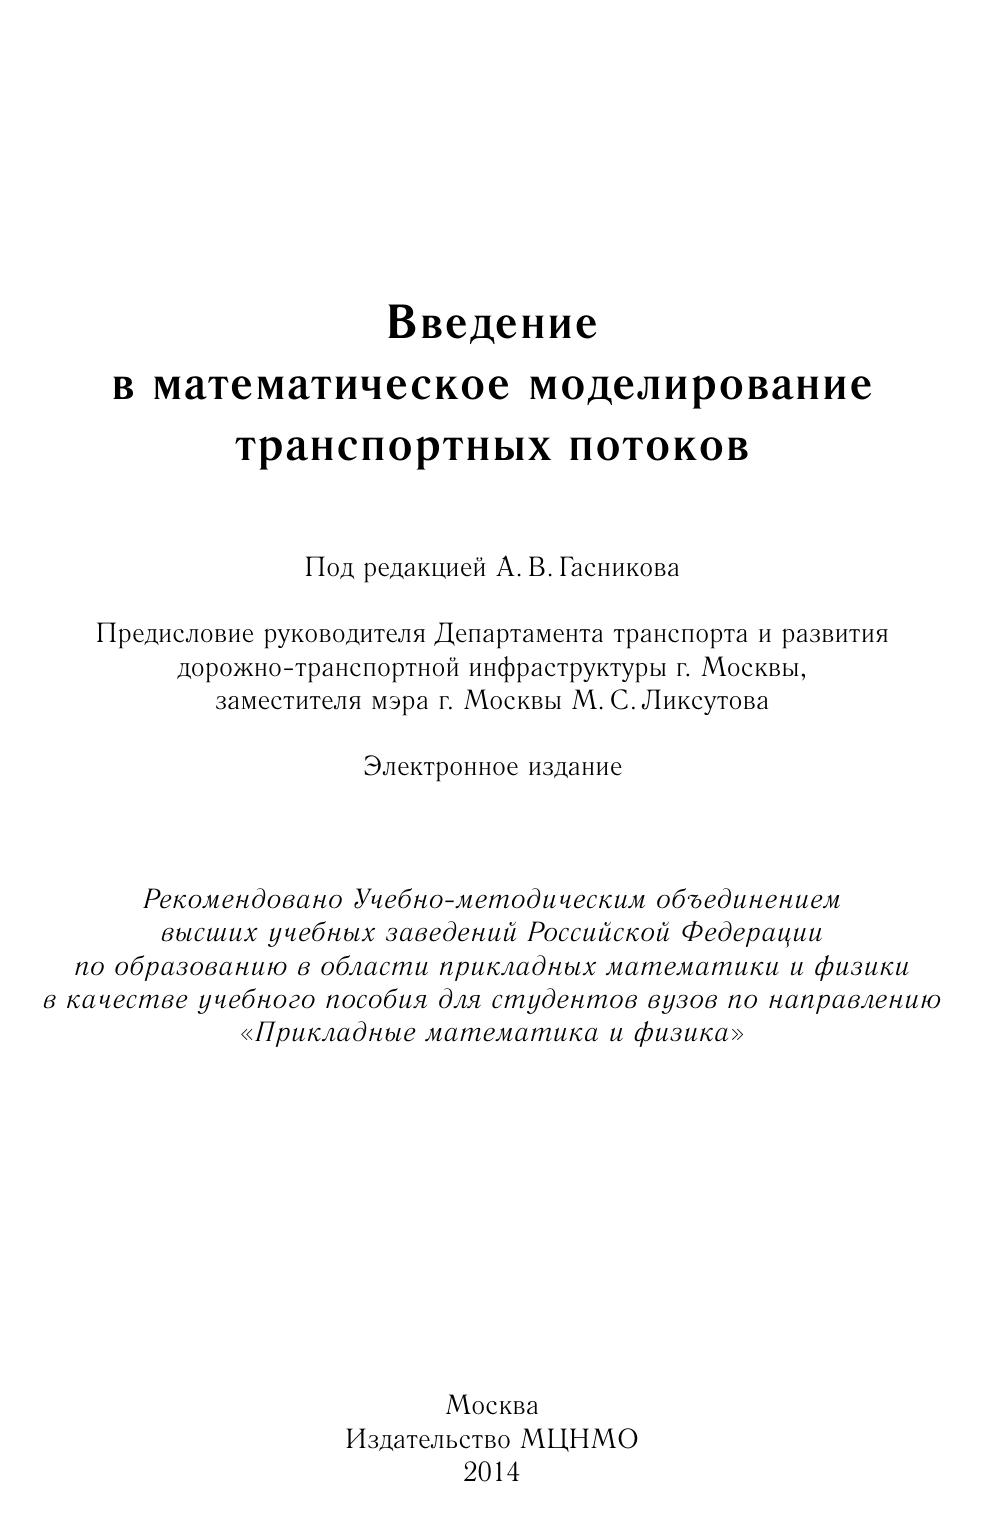 Введение
в математическое моделирование
транспортных потоков
Под редакцией А. В. Гасникова
Предисловие руководителя Департамента транспорта и развития
дорожно-транспортной инфраструктуры г. Москвы,
заместителя мэра г. Москвы М. С. Ликсутова
Электронное издание
Рекомендовано Учебно-методическим объединением
высших учебных заведений Российской Федерации
по образованию в области прикладных математики и физики
в качестве учебного пособия для студентов вузов по направлению
«Прикладные математика и физика»
Москва
Издательство МЦНМО
2014